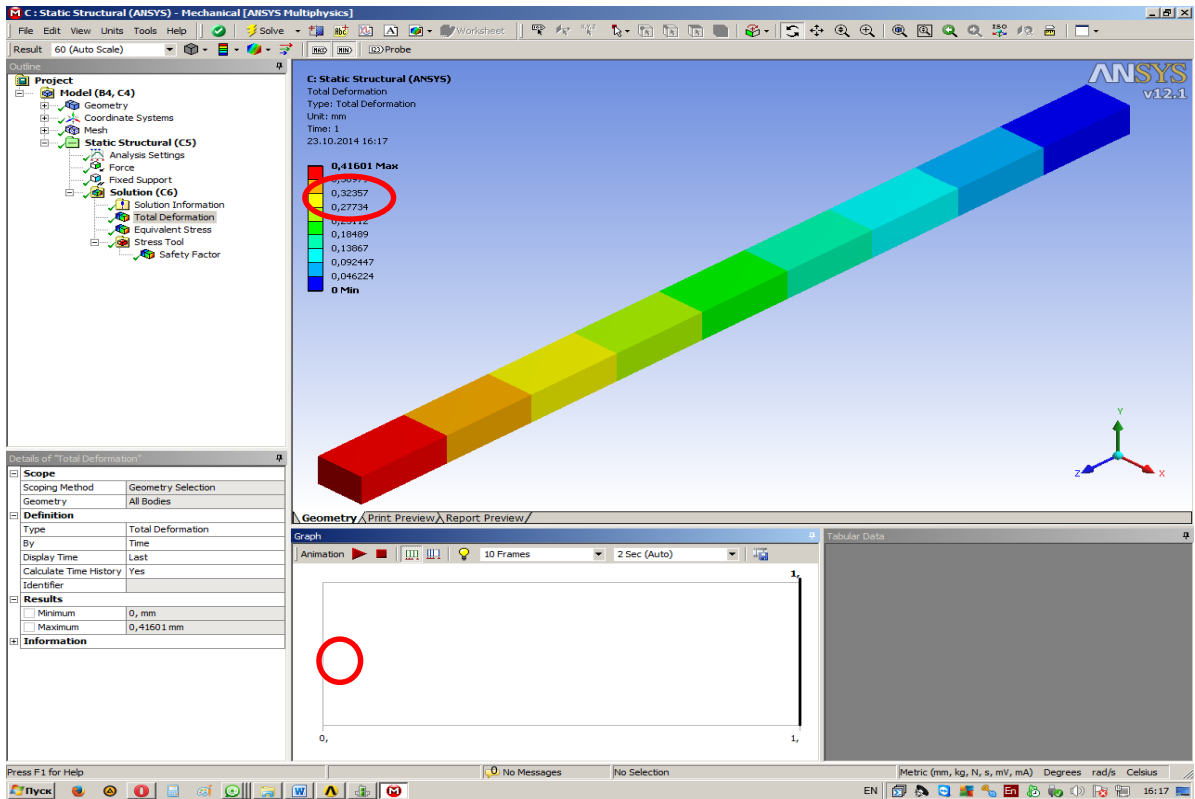 C : Static Structural (ANSYS) - Mechanical [ANSYS Multiphysics]
File Edit View Units Tools Help Solve Worksheet
Result 60 (Auto Scale) MAX MIN Probe
Outline
Project
Model (B4, C4)
Geometry
Coordinate Systems
Mesh
Static Structural (C5)
Analysis Settings
Force
Fixed Support
Solution (C6)
Solution Information
Total Deformation
Equivalent Stress
Stress Tool
Safety Factor
C: Static Structural (ANSYS)
Total Deformation
Type: Total Deformation
Unit: mm
Time: 1
23.10.2014 16:17
0,41601 Max
0,32357
0,27734
0,18489
0,13867
0,092447
0,046224
0 Min
ANSYS
v12.1
Y
Z
X
Geometry Print Preview Report Preview
Details of "Total Deformation"
Scope
Scoping Method Geometry Selection
Geometry All Bodies
Definition
Type Total Deformation
By Time
Display Time Last
Calculate Time History Yes
Identifier
Results
Minimum 0, mm
Maximum 0,41601 mm
Information
Graph
Animation 10 Frames 2 Sec (Auto)
1,
0, 1,
Tabular Data
Press F1 for Help 0 No Messages No Selection Metric (mm, kg, N, s, mV, mA) Degrees rad/s Celsius
Пуск EN En 16:17